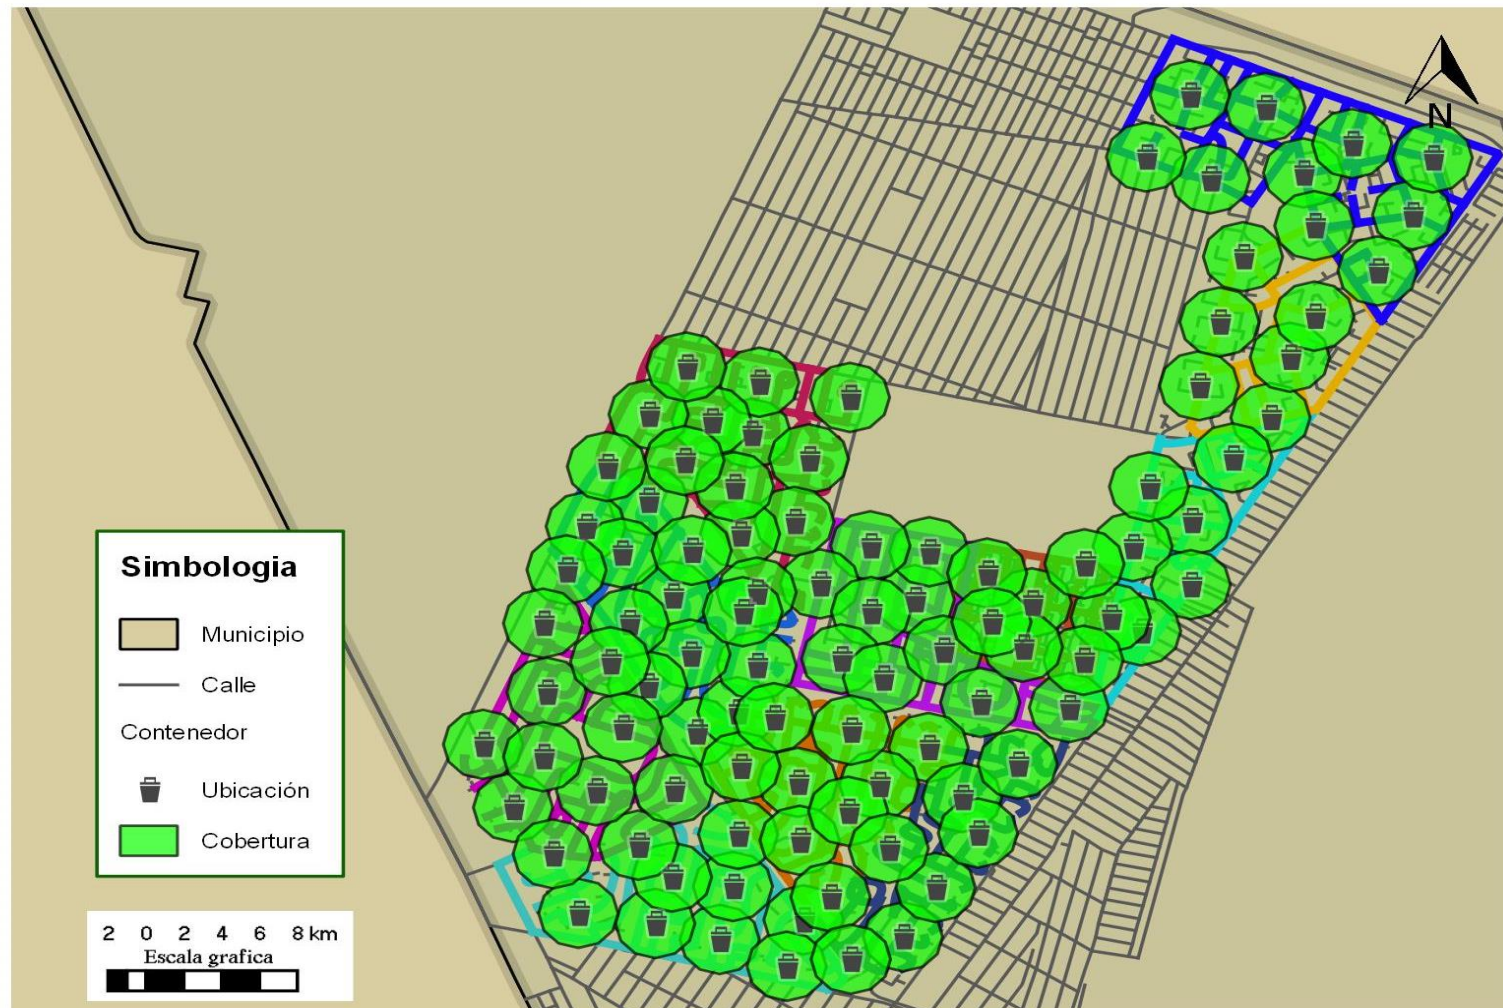 N
Simbologia
Municipio
Calle
Contenedor
Ubicación
Cobertura
2 0 2 4 6 8 km
Escala grafica